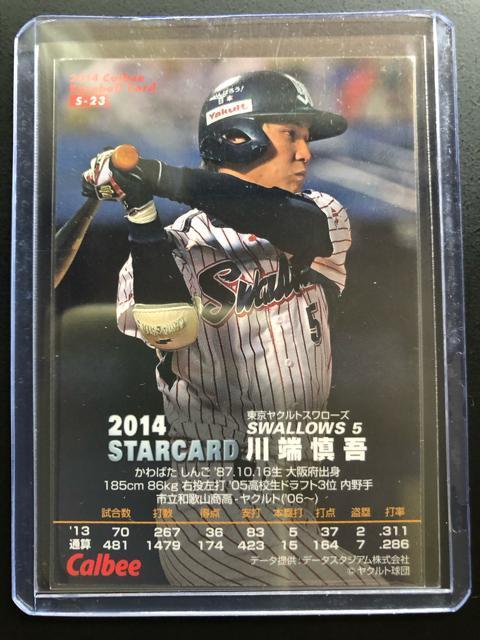 2014 Calbee
Baseball Card
S-23
がんばろう!
日本
Yakult
Swallows
5
2014
STARCARD
東京ヤクルトスワローズ
SWALLOWS 5
川端慎吾
かわばた しんご '87.10.16生 大阪府出身
185cm 86kg 右投左打 '05高校生ドラフト3位 内野手
市立和歌山商高-ヤクルト('06~)
試合数 打数 得点 安打 本塁打 打点 盗塁 打率
'13 70 267 36 83 5 37 2 .311
通算 481 1479 174 423 15 164 7 .286
Calbee
データ提供:データスタジアム株式会社
©ヤクルト球団